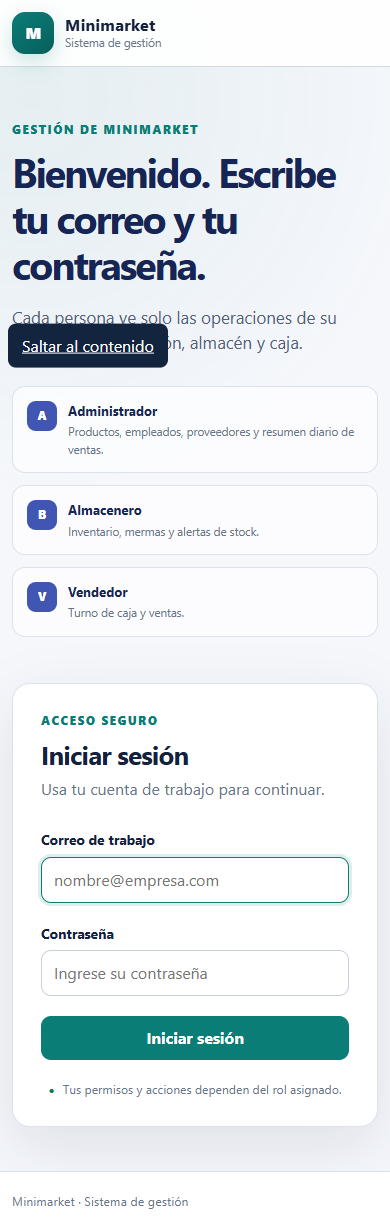 M
Minimarket
Sistema de gestión
GESTIÓN DE MINIMARKET
Bienvenido. Escribe
tu correo y tu
contraseña.
Cada persona ve solo las operaciones de su
Saltar al contenido
almacén y caja.
A
Administrador
Productos, empleados, proveedores y resumen diario de
ventas.
B
Almacenero
Inventario, mermas y alertas de stock.
V
Vendedor
Turno de caja y ventas.
ACCESO SEGURO
Iniciar sesión
Usa tu cuenta de trabajo para continuar.
Correo de trabajo
nombre@empresa.com
Contraseña
Ingrese su contraseña
Iniciar sesión
• Tus permisos y acciones dependen del rol asignado.
Minimarket · Sistema de gestión